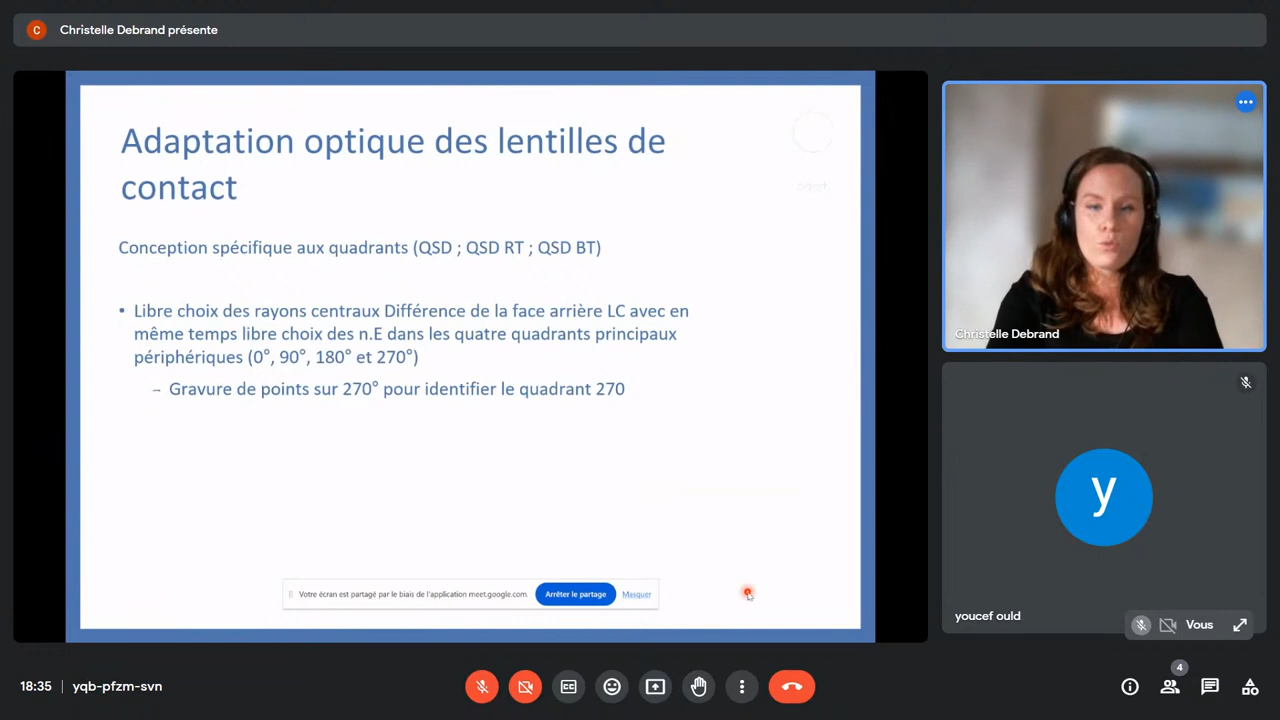 C
Christelle Debrand présente
Adaptation optique des lentilles de
contact
Conception spécifique aux quadrants (QSD ; QSD RT ; QSD BT)
• Libre choix des rayons centraux Différence de la face arrière LC avec en
même temps libre choix des n.E dans les quatre quadrants principaux
périphériques (0°, 90°, 180° et 270°)
– Gravure de points sur 270° pour identifier le quadrant 270
Votre écran est partagé par le biais de l'application meet.google.com.
Arrêter le partage
Masquer
Christelle Debrand
y
youcef ould
Vous
18:35 | yqb-pfzm-svn
4